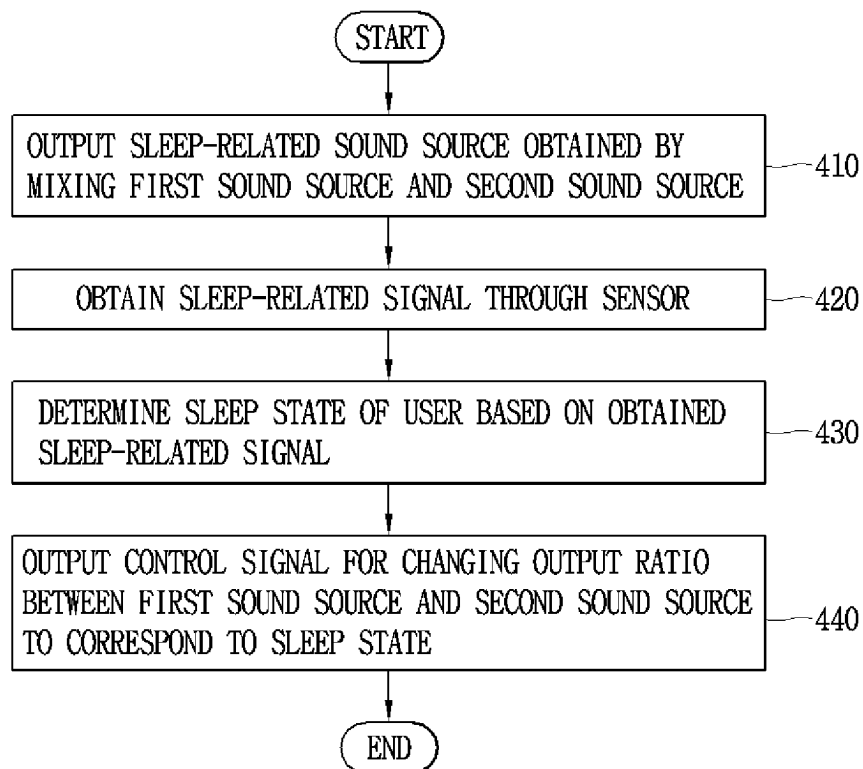 START
OUTPUT SLEEP-RELATED SOUND SOURCE OBTAINED BY
MIXING FIRST SOUND SOURCE AND SECOND SOUND SOURCE
410
OBTAIN SLEEP-RELATED SIGNAL THROUGH SENSOR
420
DETERMINE SLEEP STATE OF USER BASED ON OBTAINED
SLEEP-RELATED SIGNAL
430
OUTPUT CONTROL SIGNAL FOR CHANGING OUTPUT RATIO
BETWEEN FIRST SOUND SOURCE AND SECOND SOUND SOURCE
TO CORRESPOND TO SLEEP STATE
440
END